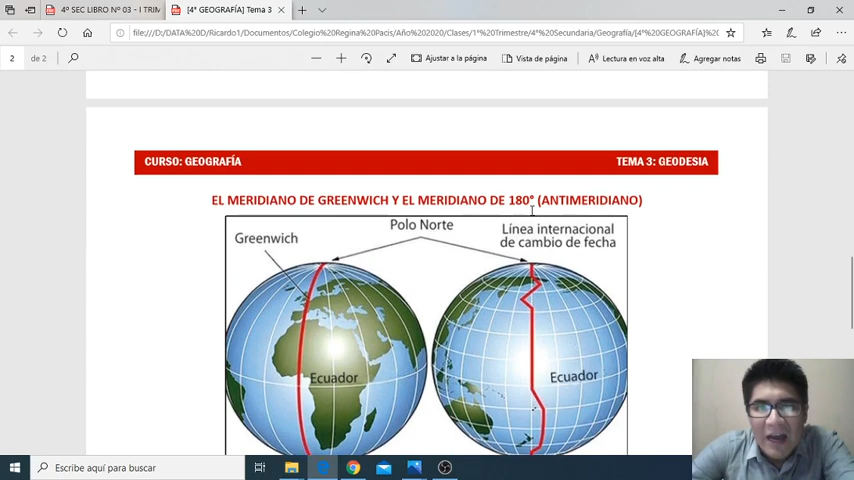 4º SEC LIBRO Nº 03 - I TRIM
[4° GEOGRAFÍA] Tema 3
file:///D:/DATA%20D/Ricardo1/Documentos/Colegio%20Regina%20Pacis/Año%202020/Clases/1°%20Trimestre/4°%20Secundaria/Geografía/[4°%20GEOGRAFÍA]%2
2 de 2
Ajustar a la página
Vista de página
Lectura en voz alta
Agregar notas
CURSO: GEOGRAFÍA
TEMA 3: GEODESIA
EL MERIDIANO DE GREENWICH Y EL MERIDIANO DE 180° (ANTIMERIDIANO)
Polo Norte
Greenwich
Línea internacional
de cambio de fecha
Ecuador
Ecuador
Escribe aquí para buscar